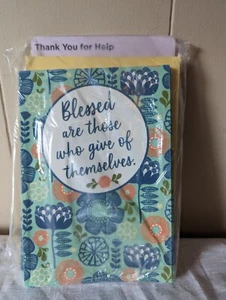 Thank You for Help
Blessed
are those
who give of
themselves.